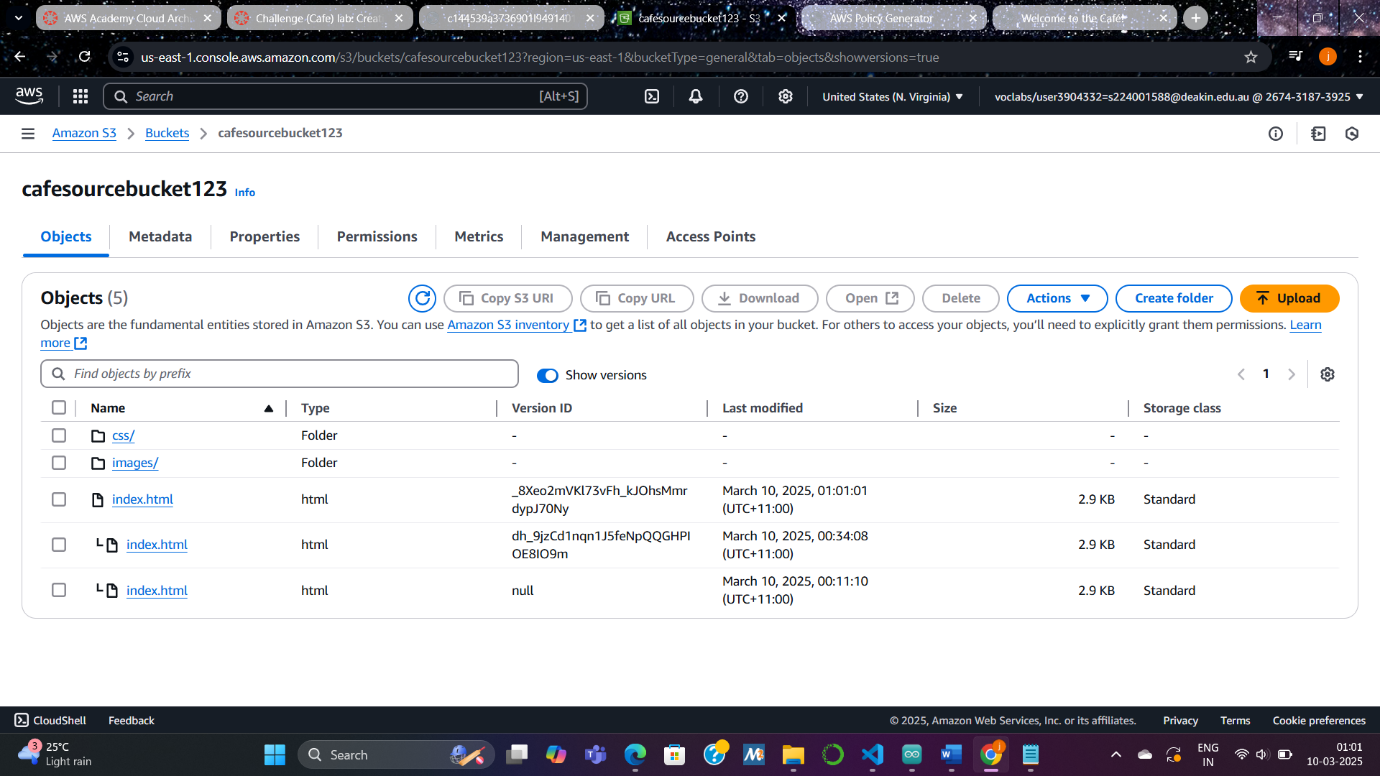 AWS Academy Cloud Archi
Challenge (Cafe) lab: Creat
c144539a3736901l949140
cafesourcebucket123 - S3
AWS Policy Generator
Welcome to the Café!
us-east-1.console.aws.amazon.com/s3/buckets/cafesourcebucket123?region=us-east-1&bucketType=general&tab=objects&showversions=true
j
aws
Search
[Alt+S]
United States (N. Virginia)
voclabs/user3904332=s224001588@deakin.edu.au @ 2674-3187-3925
Amazon S3
Buckets
cafesourcebucket123
cafesourcebucket123 Info
Objects
Metadata
Properties
Permissions
Metrics
Management
Access Points
Objects (5)
Copy S3 URI
Copy URL
Download
Open
Delete
Actions
Create folder
Upload
Objects are the fundamental entities stored in Amazon S3. You can use Amazon S3 inventory to get a list of all objects in your bucket. For others to access your objects, you'll need to explicitly grant them permissions. Learn
more
Find objects by prefix
Show versions
1
Name Type Version ID Last modified Size Storage class
css/ Folder - - - -
images/ Folder - - - -
index.html html _8Xeo2mVKl73vFh_kJOhsMmr March 10, 2025, 01:01:01 2.9 KB Standard
dypJ70Ny (UTC+11:00)
index.html html dh_9jzCd1nqn1J5feNpQQGHPI March 10, 2025, 00:34:08 2.9 KB Standard
OE8IO9m (UTC+11:00)
index.html html null March 10, 2025, 00:11:10 2.9 KB Standard
(UTC+11:00)
CloudShell
Feedback
© 2025, Amazon Web Services, Inc. or its affiliates.
Privacy
Terms
Cookie preferences
3
25°C
Light rain
Search
ENG
IN
01:01
10-03-2025